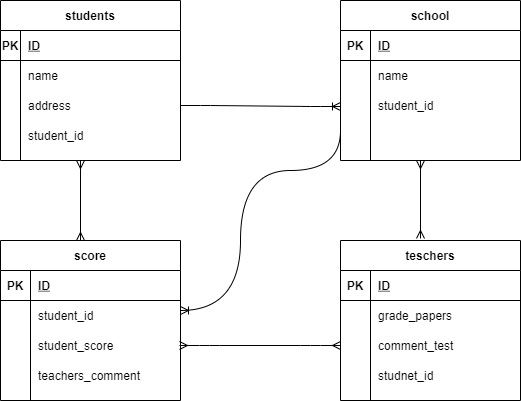 students
PK ID
name
address
student_id
school
PK ID
name
student_id
score
PK ID
student_id
student_score
teachers_comment
teschers
PK ID
grade_papers
comment_test
studnet_id